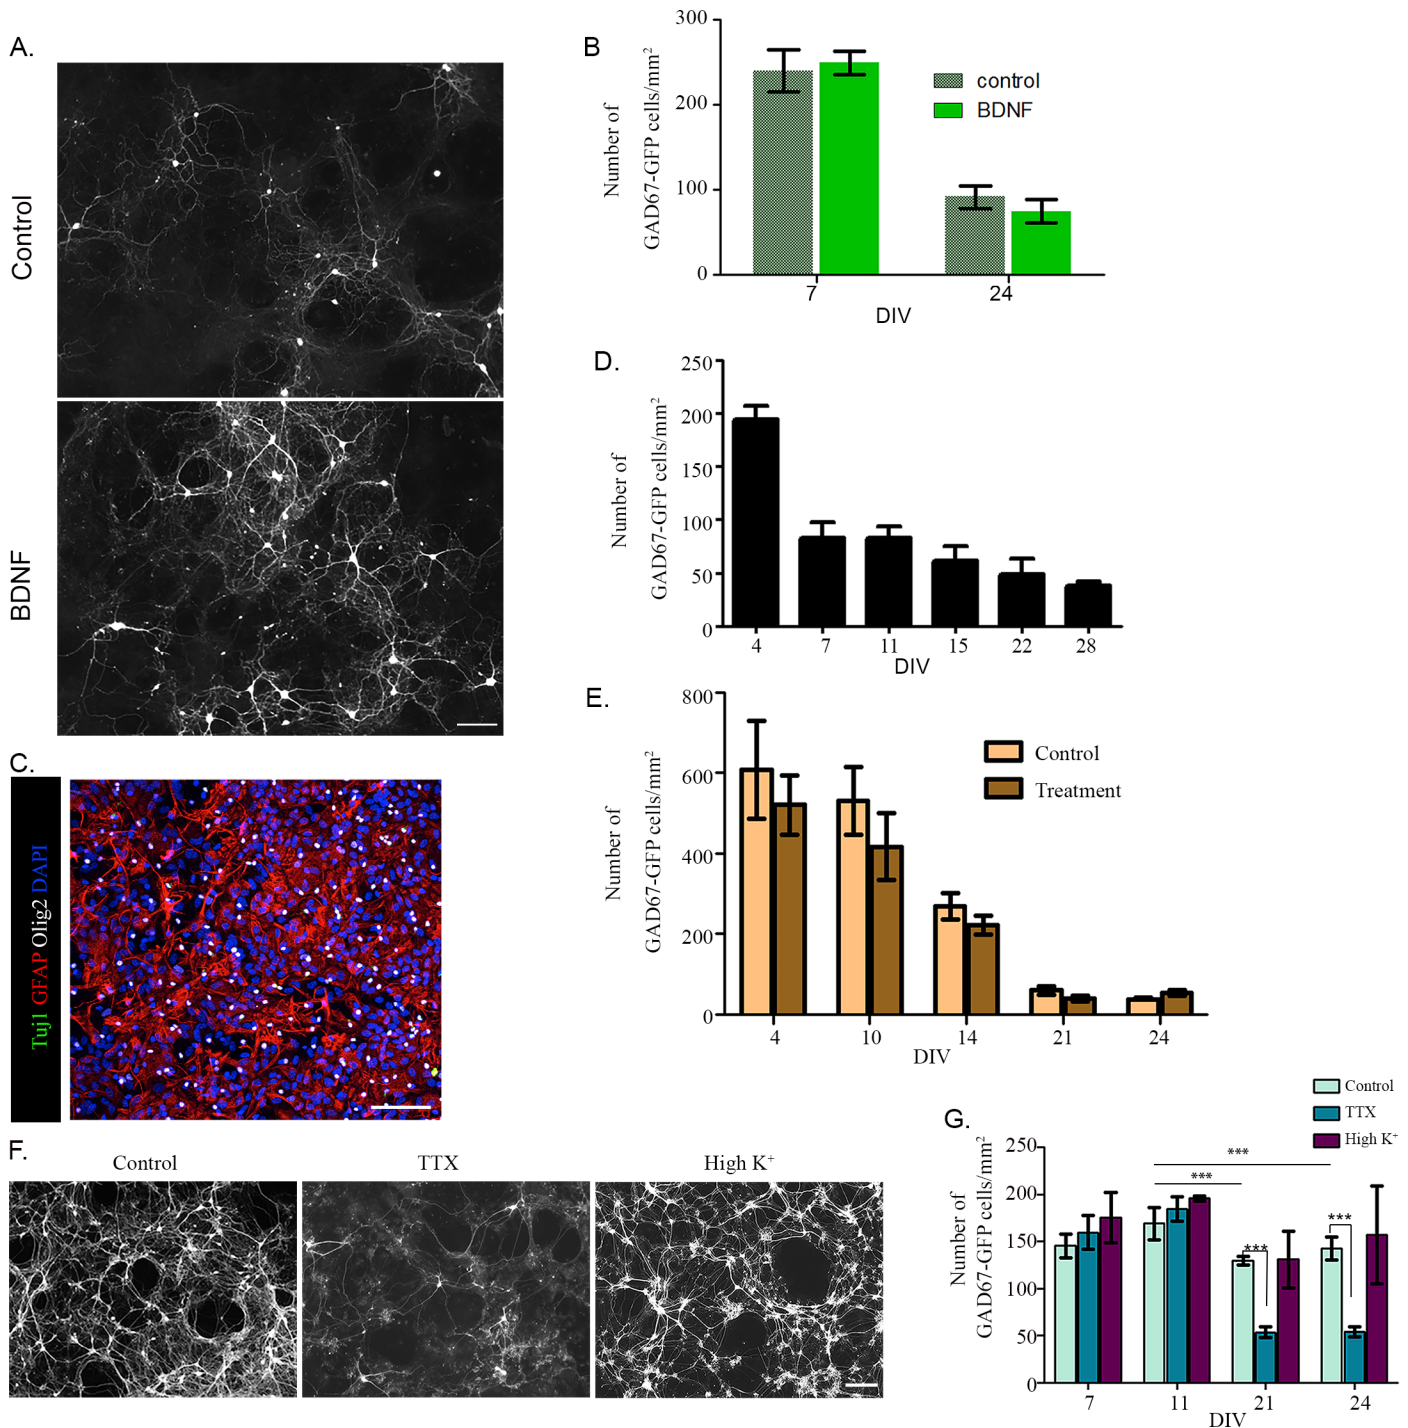 A.
Control
BDNF
B
Number of
GAD67-GFP cells/mm²
300
200
100
0
control
BDNF
7
24
DIV
C.
Tuj1 GFAP Olig2 DAPI
D.
Number of
GAD67-GFP cells/mm²
250
200
150
100
50
0
4
7
11
15
22
28
DIV
E.
Number of
GAD67-GFP cells/mm²
800
600
400
200
0
Control
Treatment
4
10
14
21
24
DIV
F.
Control
TTX
High K⁺
G.
Number of
GAD67-GFP cells/mm²
250
200
150
100
50
0
Control
TTX
High K⁺
***
***
***
***
7
11
21
24
DIV